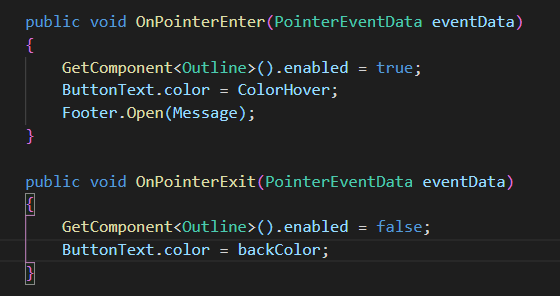 public void OnPointerEnter(PointerEventData eventData)
{
    GetComponent<Outline>().enabled = true;
    ButtonText.color = ColorHover;
    Footer.Open(Message);
}

public void OnPointerExit(PointerEventData eventData)
{
    GetComponent<Outline>().enabled = false;
    ButtonText.color = backColor;
}